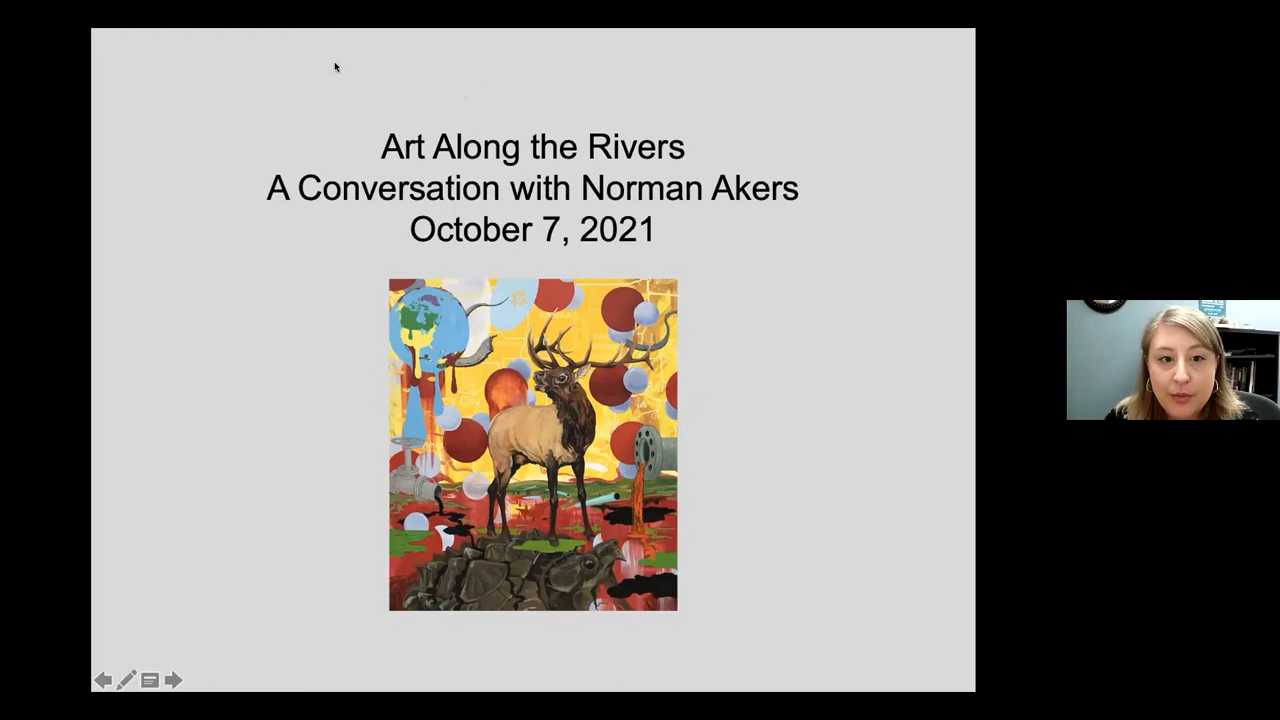 Art Along the Rivers
A Conversation with Norman Akers
October 7, 2021